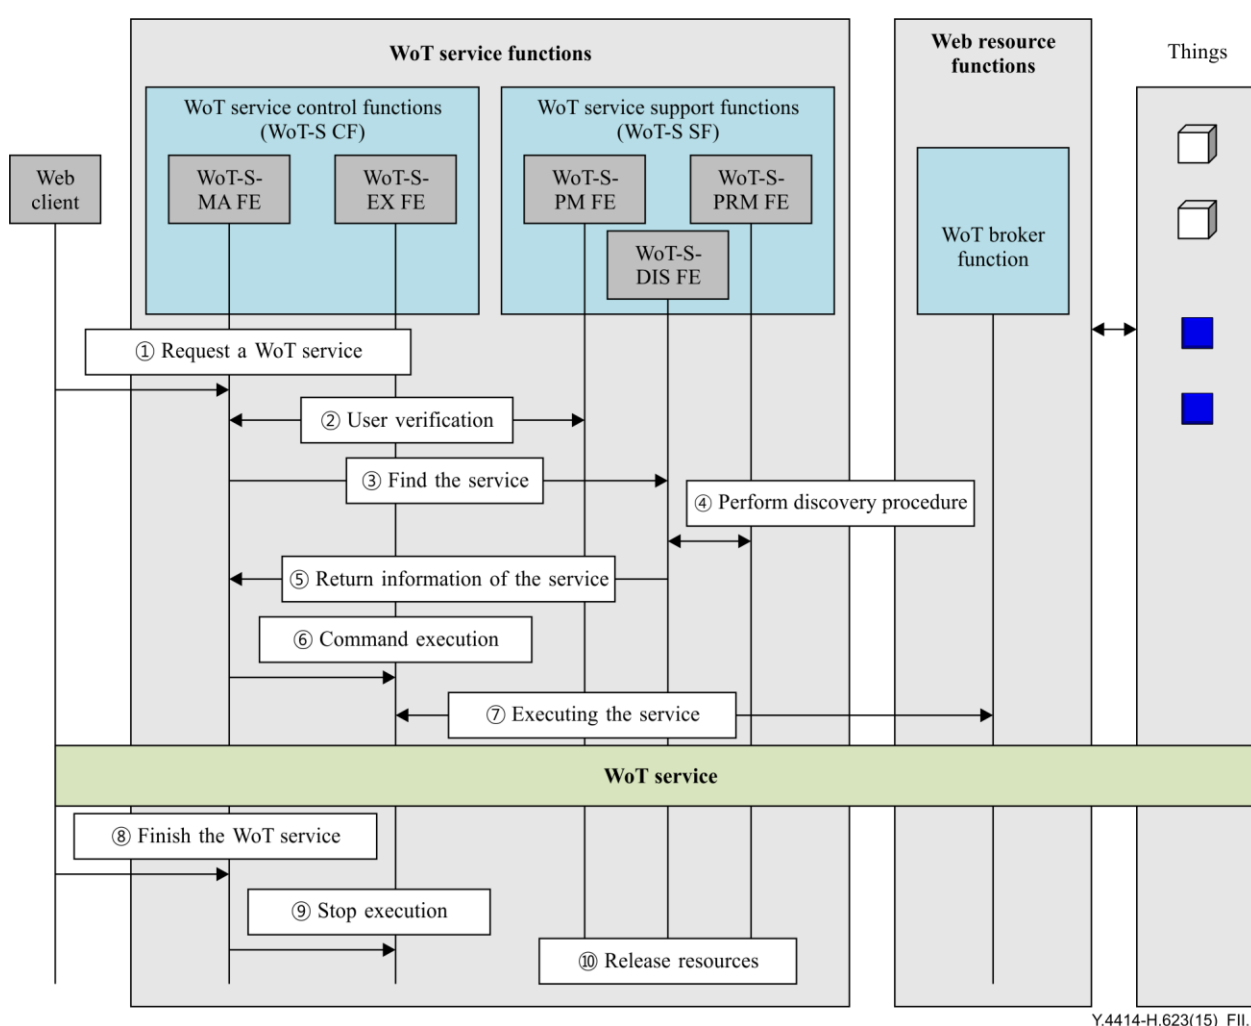 WoT service functions
Web resource
functions
Things
WoT service control functions
(WoT-S CF)
WoT service support functions
(WoT-S SF)
Web
client
WoT-S-
MA FE
WoT-S-
EX FE
WoT-S-
PM FE
WoT-S-
PRM FE
WoT-S-
DIS FE
WoT broker
function
① Request a WoT service
② User verification
③ Find the service
④ Perform discovery procedure
⑤ Return information of the service
⑥ Command execution
⑦ Executing the service
WoT service
⑧ Finish the WoT service
⑨ Stop execution
⑩ Release resources
Y.4414-H.623(15)_FII.